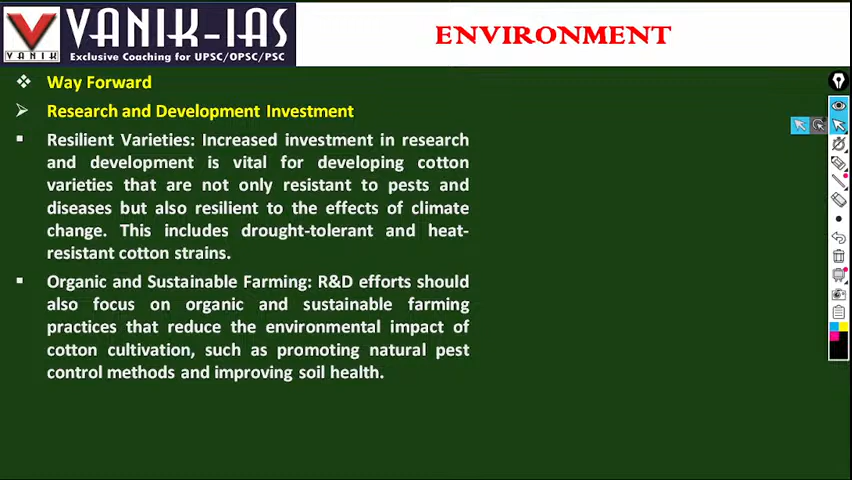 VANIK-IAS
VANIK
Exclusive Coaching for UPSC/OPSC/PSC
ENVIRONMENT
Way Forward
Research and Development Investment
Resilient Varieties: Increased investment in research
and development is vital for developing cotton
varieties that are not only resistant to pests and
diseases but also resilient to the effects of climate
change. This includes drought-tolerant and heat-
resistant cotton strains.
Organic and Sustainable Farming: R&D efforts should
also focus on organic and sustainable farming
practices that reduce the environmental impact of
cotton cultivation, such as promoting natural pest
control methods and improving soil health.